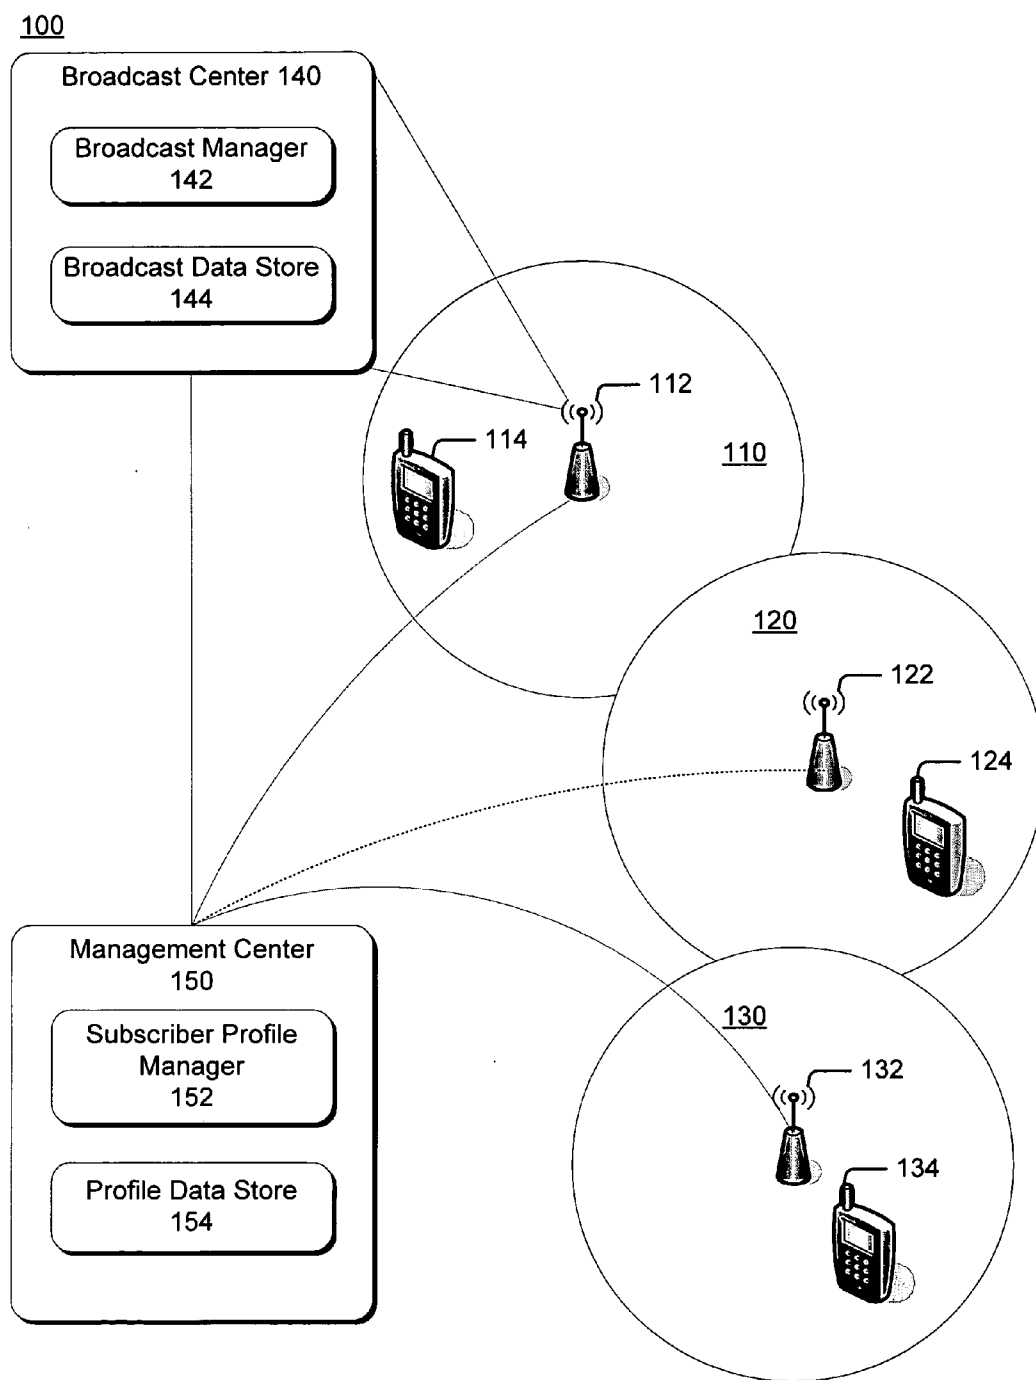 100
Broadcast Center 140
Broadcast Manager
142
Broadcast Data Store
144
112
114
110
120
122
124
Management Center
150
Subscriber Profile
Manager
152
Profile Data Store
154
130
132
134